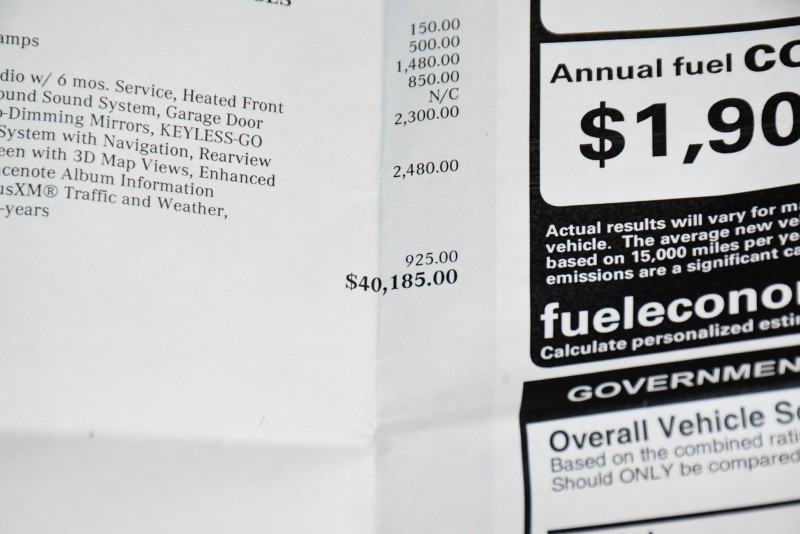 150.00
amps 500.00
1,480.00
850.00
dio w/ 6 mos. Service, Heated Front N/C
ound Sound System, Garage Door 2,300.00
-Dimming Mirrors, KEYLESS-GO
System with Navigation, Rearview
een with 3D Map Views, Enhanced 2,480.00
cenote Album Information
usXM® Traffic and Weather,
-years
925.00
$40,185.00
Annual fuel CO
$1,90
Actual results will vary for m
vehicle. The average new ve
based on 15,000 miles per ye
emissions are a significant ca
fuelecono
Calculate personalized esti
GOVERNMEN
Overall Vehicle Sc
Based on the combined rati
Should ONLY be compared